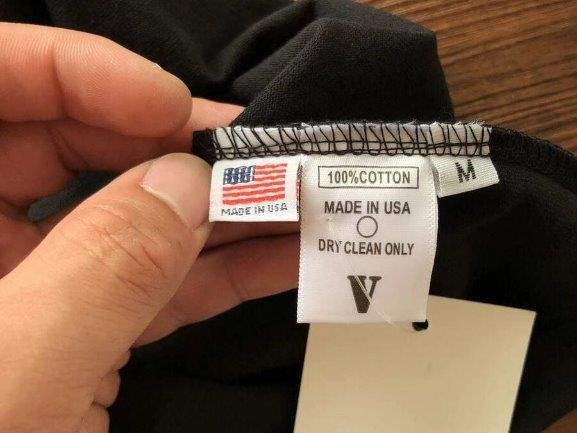 MADE IN USA
100%COTTON
MADE IN USA
DRY CLEAN ONLY
V
M